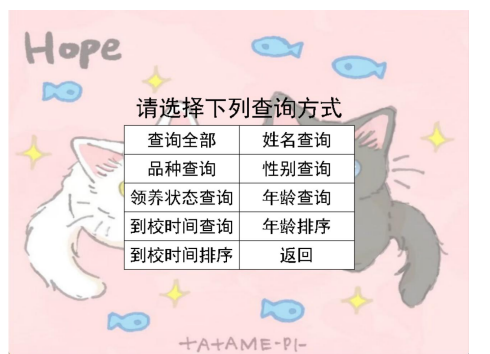 Hope
请选择下列查询方式
查询全部 姓名查询
品种查询 性别查询
领养状态查询 年龄查询
到校时间查询 年龄排序
到校时间排序 返回
TATAME-PI-